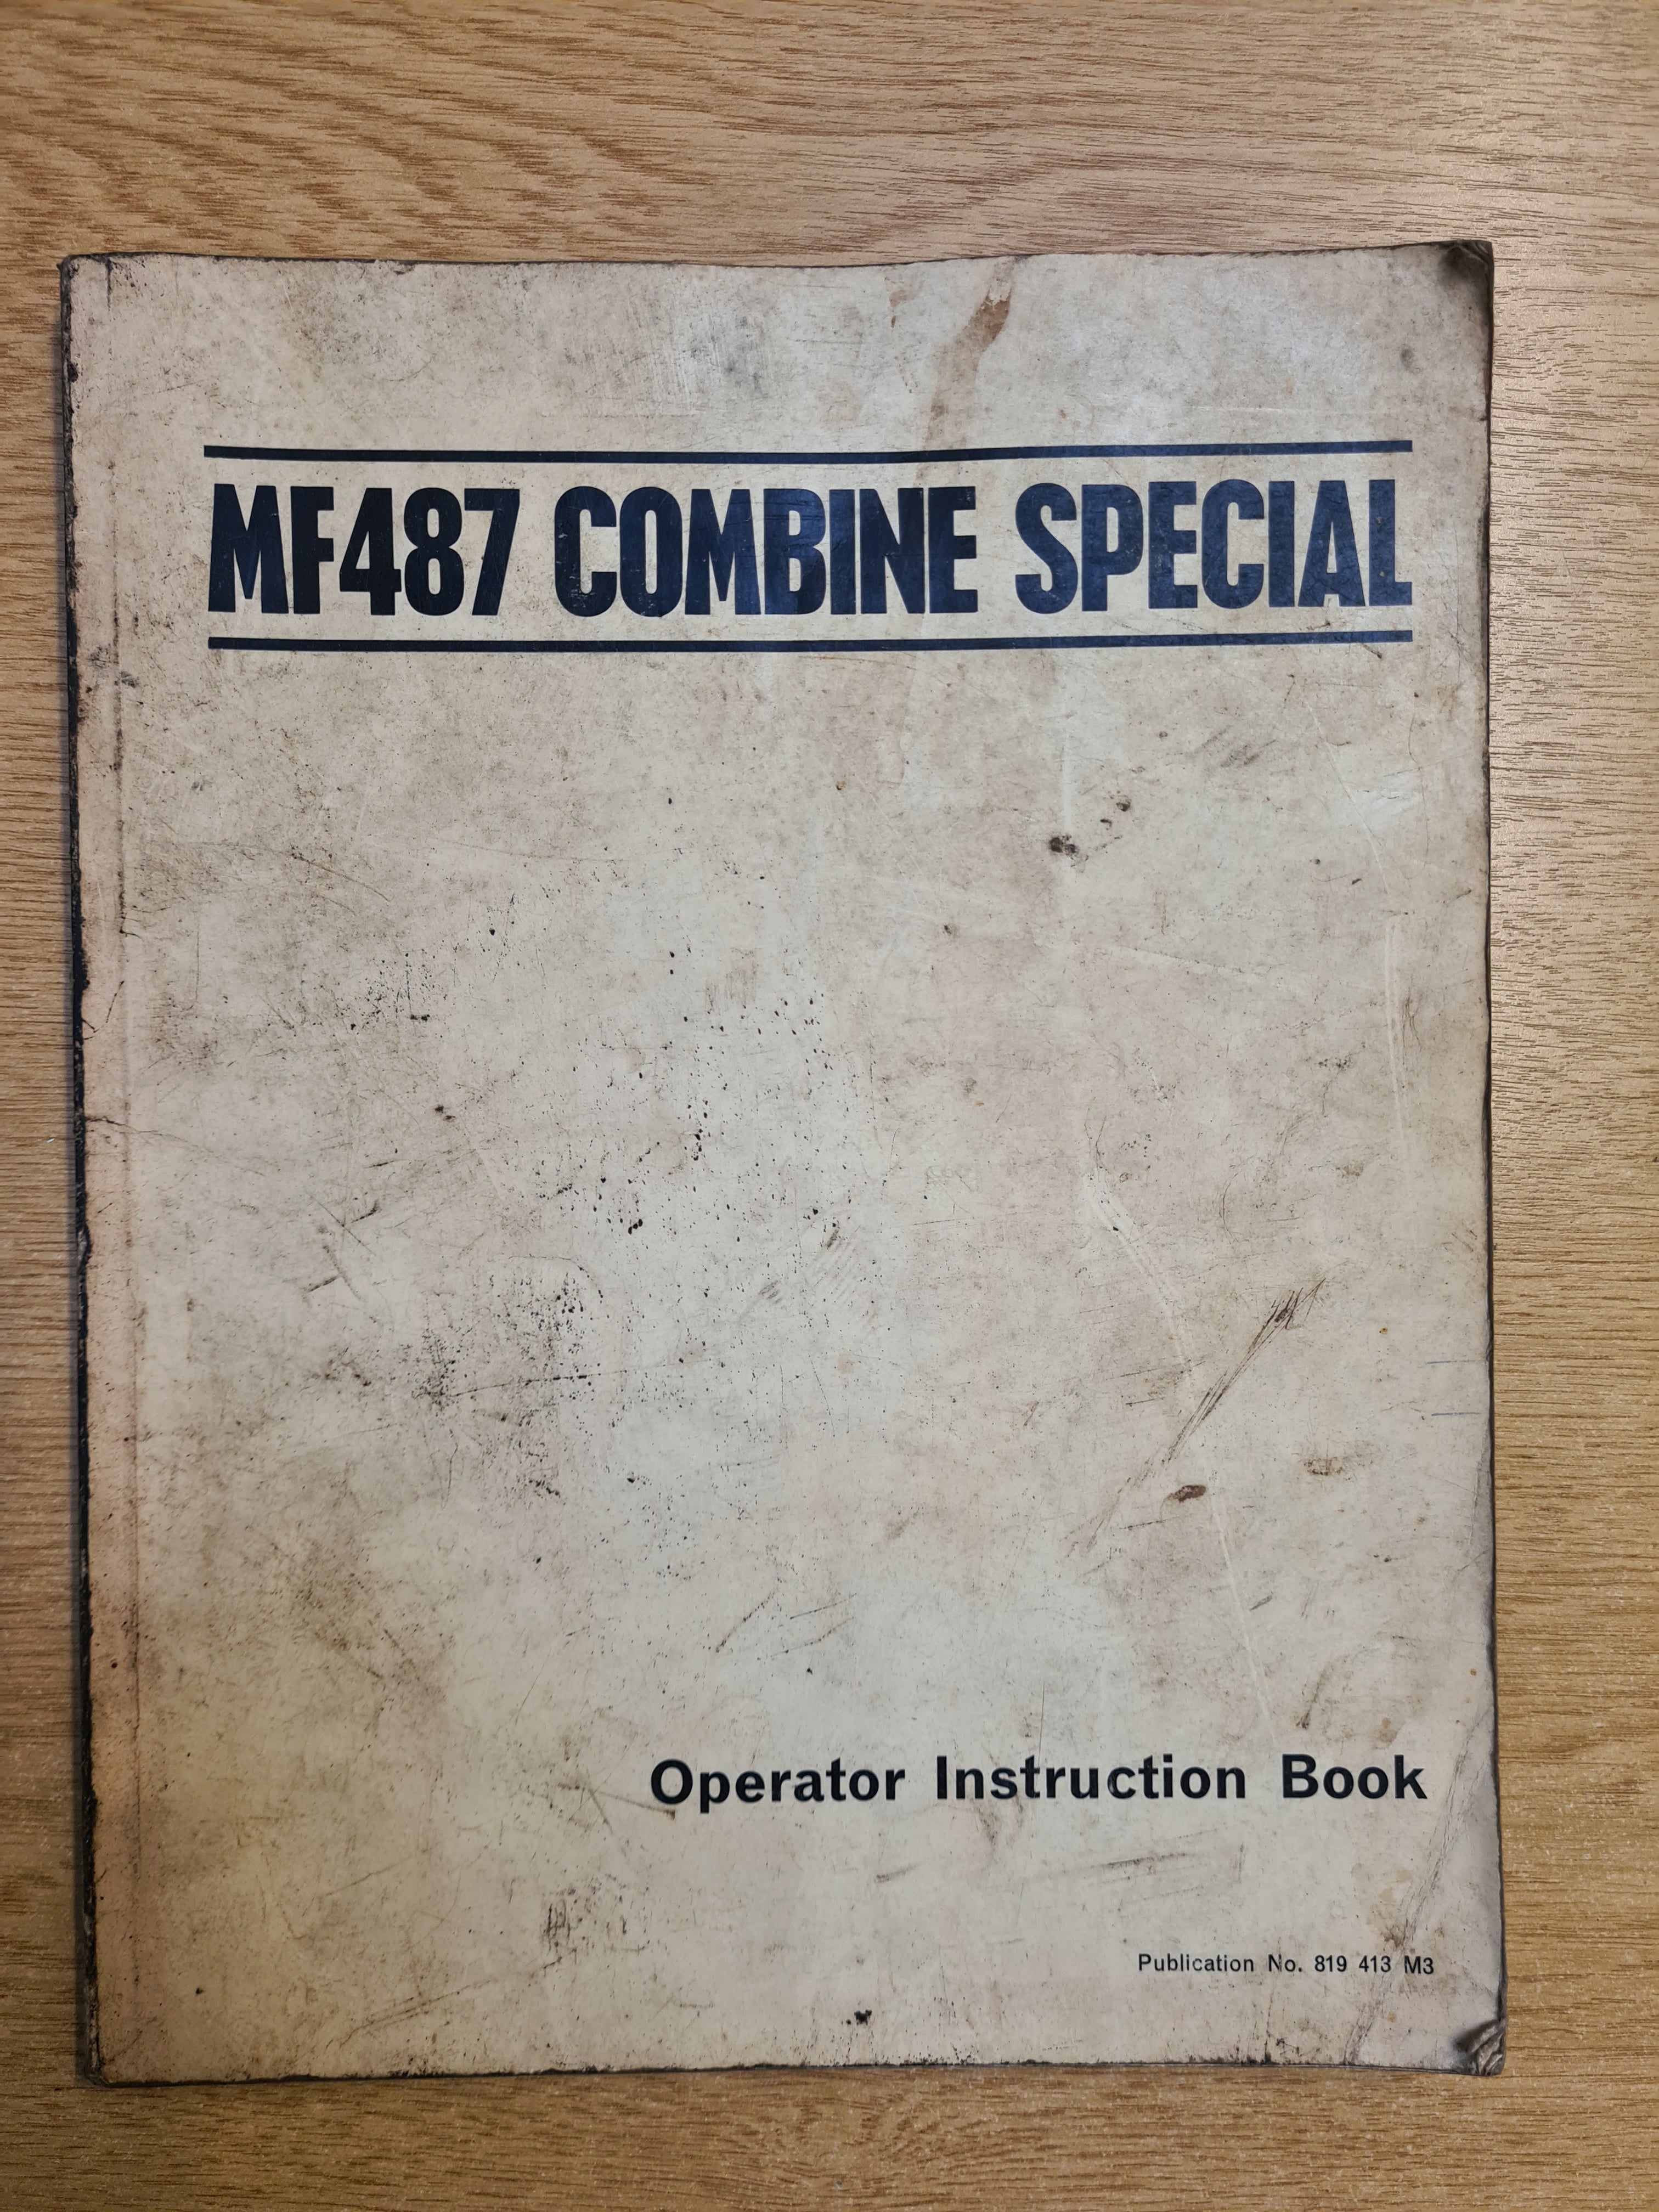 MF487 COMBINE SPECIAL
Operator Instruction Book
Publication No. 819 413 M3